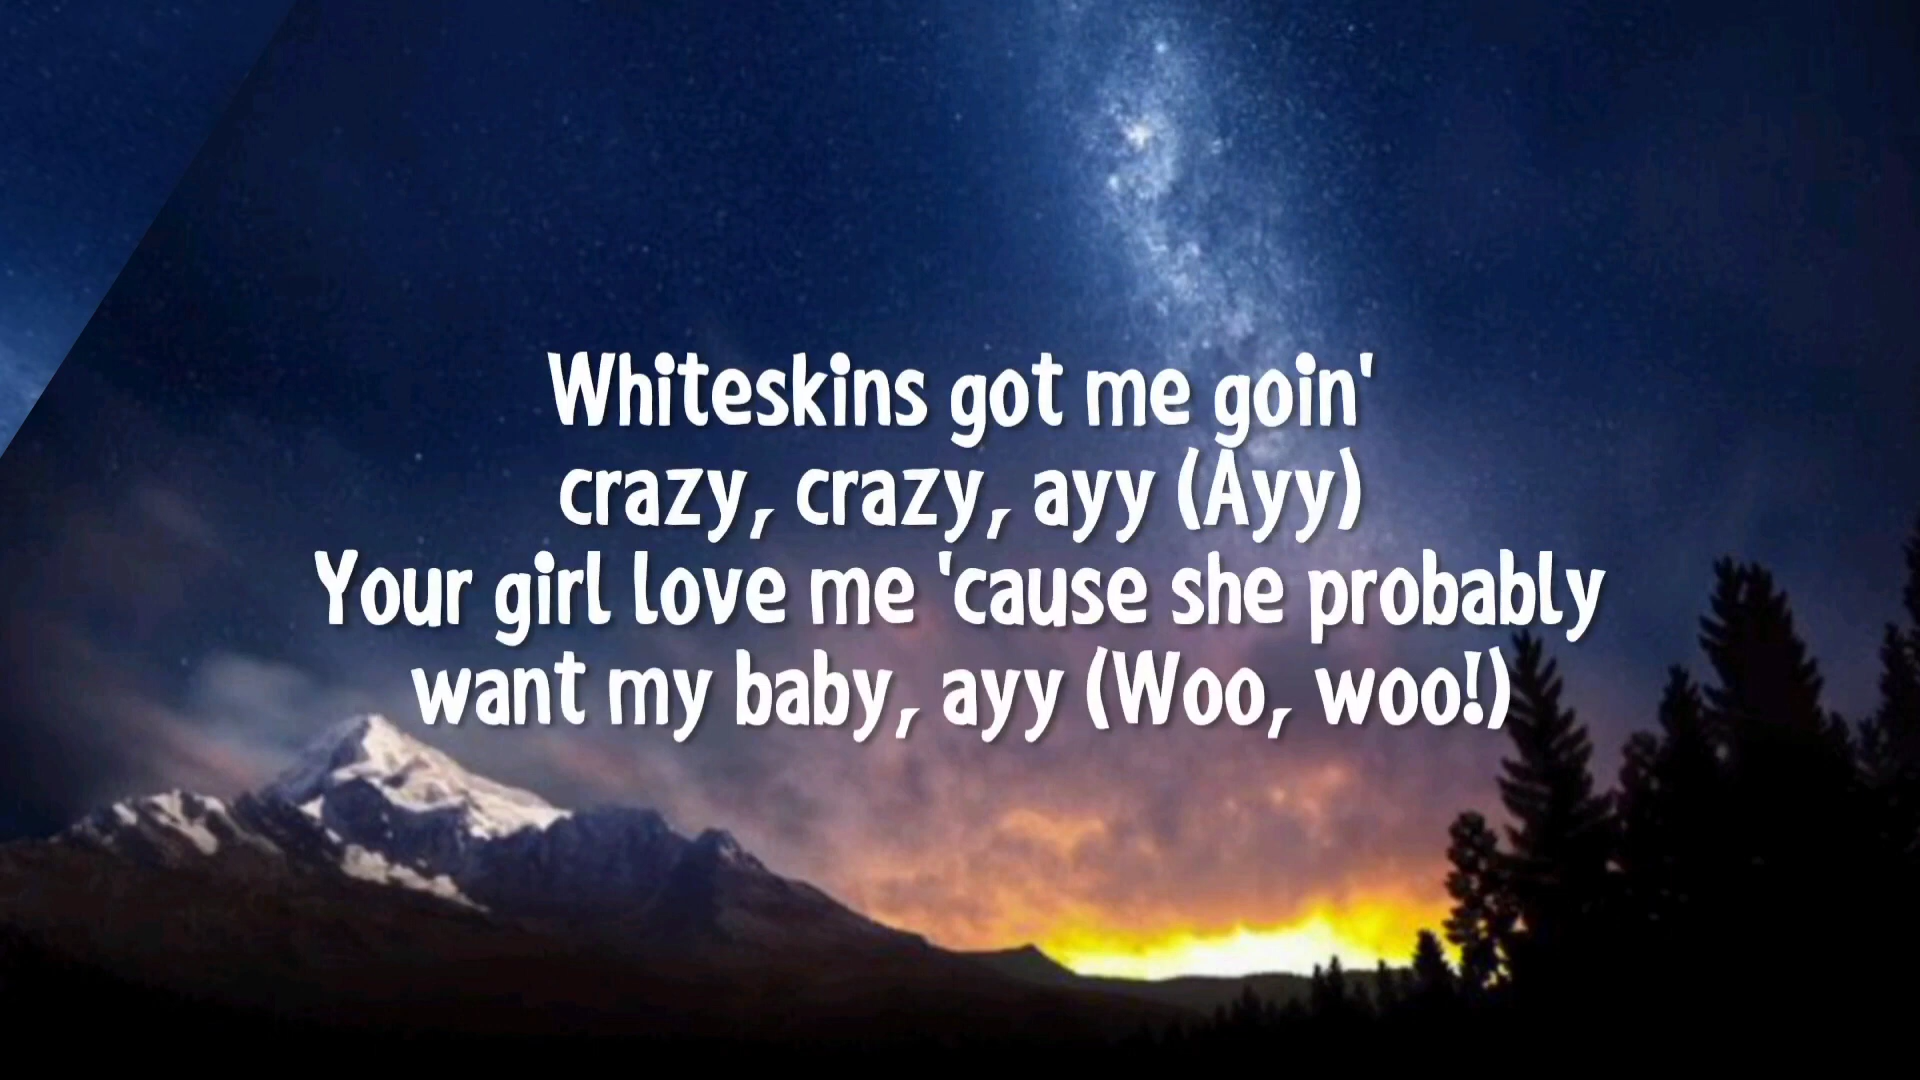 Whiteskins got me goin'
crazy, crazy, ayy (Ayy)
Your girl love me 'cause she probably
want my baby, ayy (Woo, woo!)